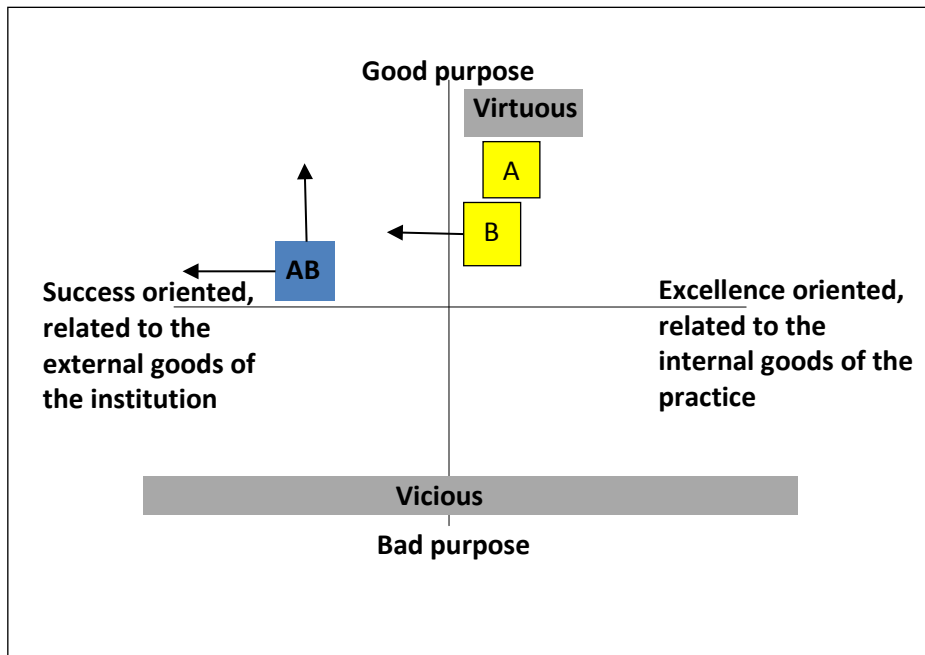 Good purpose
Virtuous
A
B
AB
Success oriented,
related to the
external goods of
the institution
Excellence oriented,
related to the
internal goods of the
practice
Vicious
Bad purpose